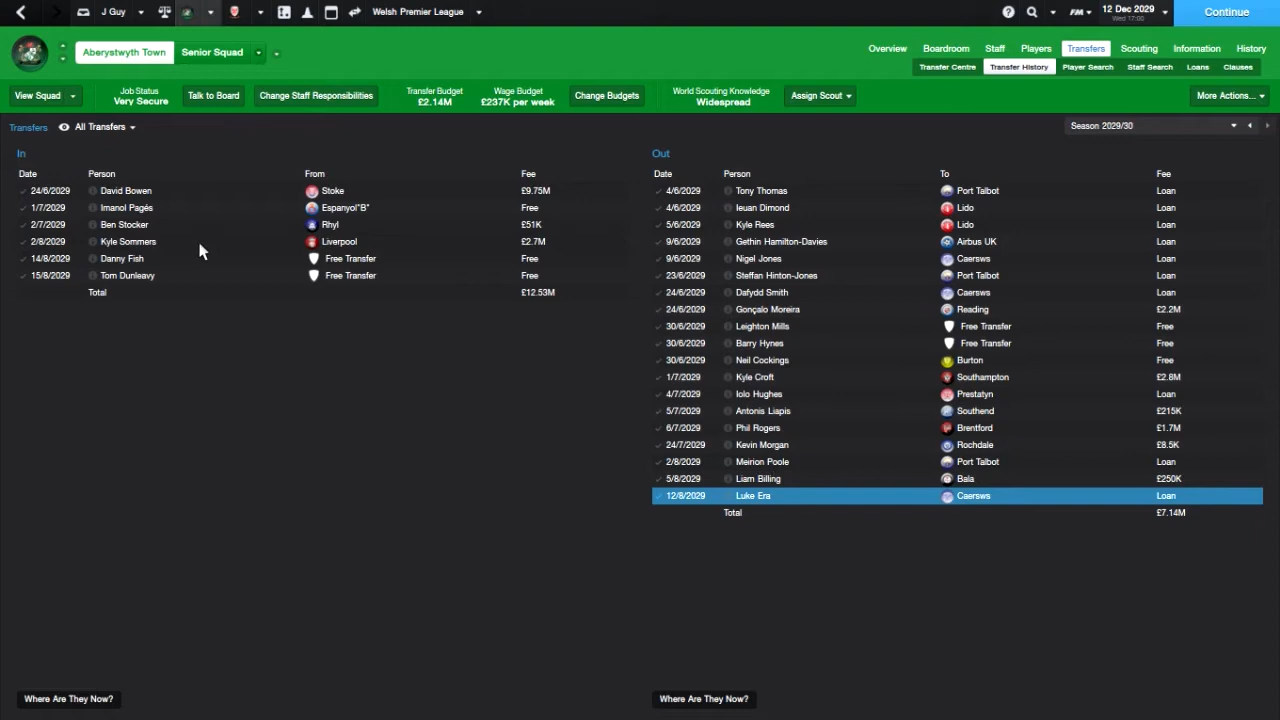 J Guy Welsh Premier League FM 12 Dec 2029 Continue
Wed 17:05
Aberystwyth Town Senior Squad Overview Boardroom Staff Players Transfers Scouting Information History
Transfer Centre Transfer History Player Search Staff Search Loans Clauses
View Squad Job Status Talk to Board Change Staff Responsibilities Transfer Budget Wage Budget Change Budgets World Scouting Knowledge Assign Scout More Actions...
Very Secure £2.14M £237K per week Widespread
Transfers All Transfers Season 2029/30
In
Date Person From Fee
24/6/2029 David Bowen Stoke £9.75M
1/7/2029 Imanol Pagés Espanyol"B" Free
2/7/2029 Ben Stocker Rhyl £51K
2/8/2029 Kyle Sommers Liverpool £2.7M
14/8/2029 Danny Fish Free Transfer Free
15/8/2029 Tom Dunleavy Free Transfer Free
Total £12.53M
Where Are They Now?
Out
Date Person To Fee
4/6/2029 Tony Thomas Port Talbot Loan
4/6/2029 Ieuan Dimond Lido Loan
5/6/2029 Kyle Rees Lido Loan
9/6/2029 Gethin Hamilton-Davies Airbus UK Loan
9/6/2029 Nigel Jones Caersws Loan
23/6/2029 Steffan Hinton-Jones Port Talbot Loan
24/6/2029 Dafydd Smith Caersws Loan
24/6/2029 Gonçalo Moreira Reading £2.2M
30/6/2029 Leighton Mills Free Transfer Free
30/6/2029 Barry Hynes Free Transfer Free
30/6/2029 Neil Cockings Burton Free
1/7/2029 Kyle Croft Southampton £2.8M
4/7/2029 Iolo Hughes Prestatyn Loan
5/7/2029 Antonis Liapis Southend £215K
6/7/2029 Phil Rogers Brentford £1.7M
24/7/2029 Kevin Morgan Rochdale £8.5K
2/8/2029 Meirion Poole Port Talbot Loan
5/8/2029 Liam Billing Bala £250K
12/8/2029 Luke Era Caersws Loan
Total £7.14M
Where Are They Now?